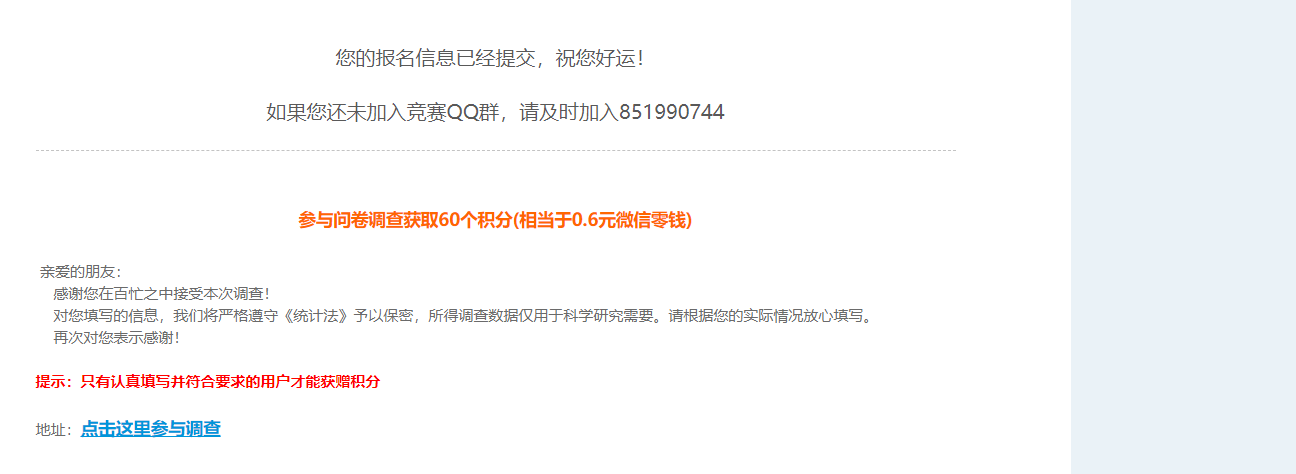 您的报名信息已经提交，祝您好运！
如果您还未加入竞赛QQ群，请及时加入851990744
参与问卷调查获取60个积分(相当于0.6元微信零钱)
亲爱的朋友：
感谢您在百忙之中接受本次调查！
对您填写的信息，我们将严格遵守《统计法》予以保密，所得调查数据仅用于科学研究需要。请根据您的实际情况放心填写。
再次对您表示感谢！
提示：只有认真填写并符合要求的用户才能获赠积分
地址：点击这里参与调查